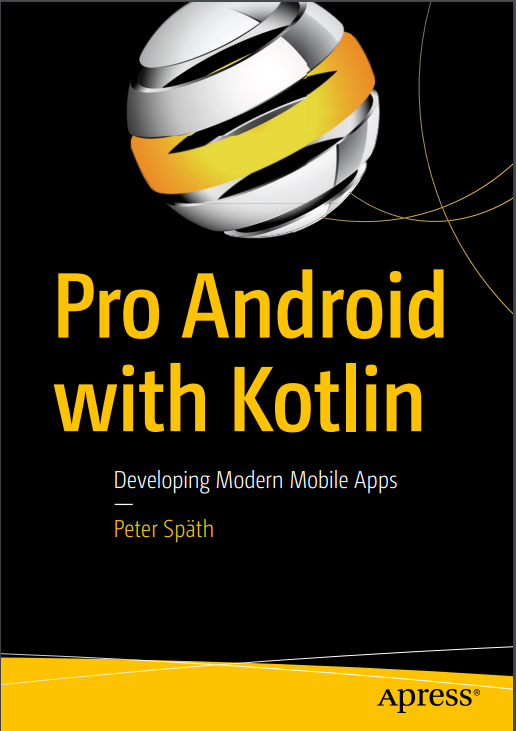 Pro Android
with Kotlin
Developing Modern Mobile Apps
—
Peter Späth
Apress®